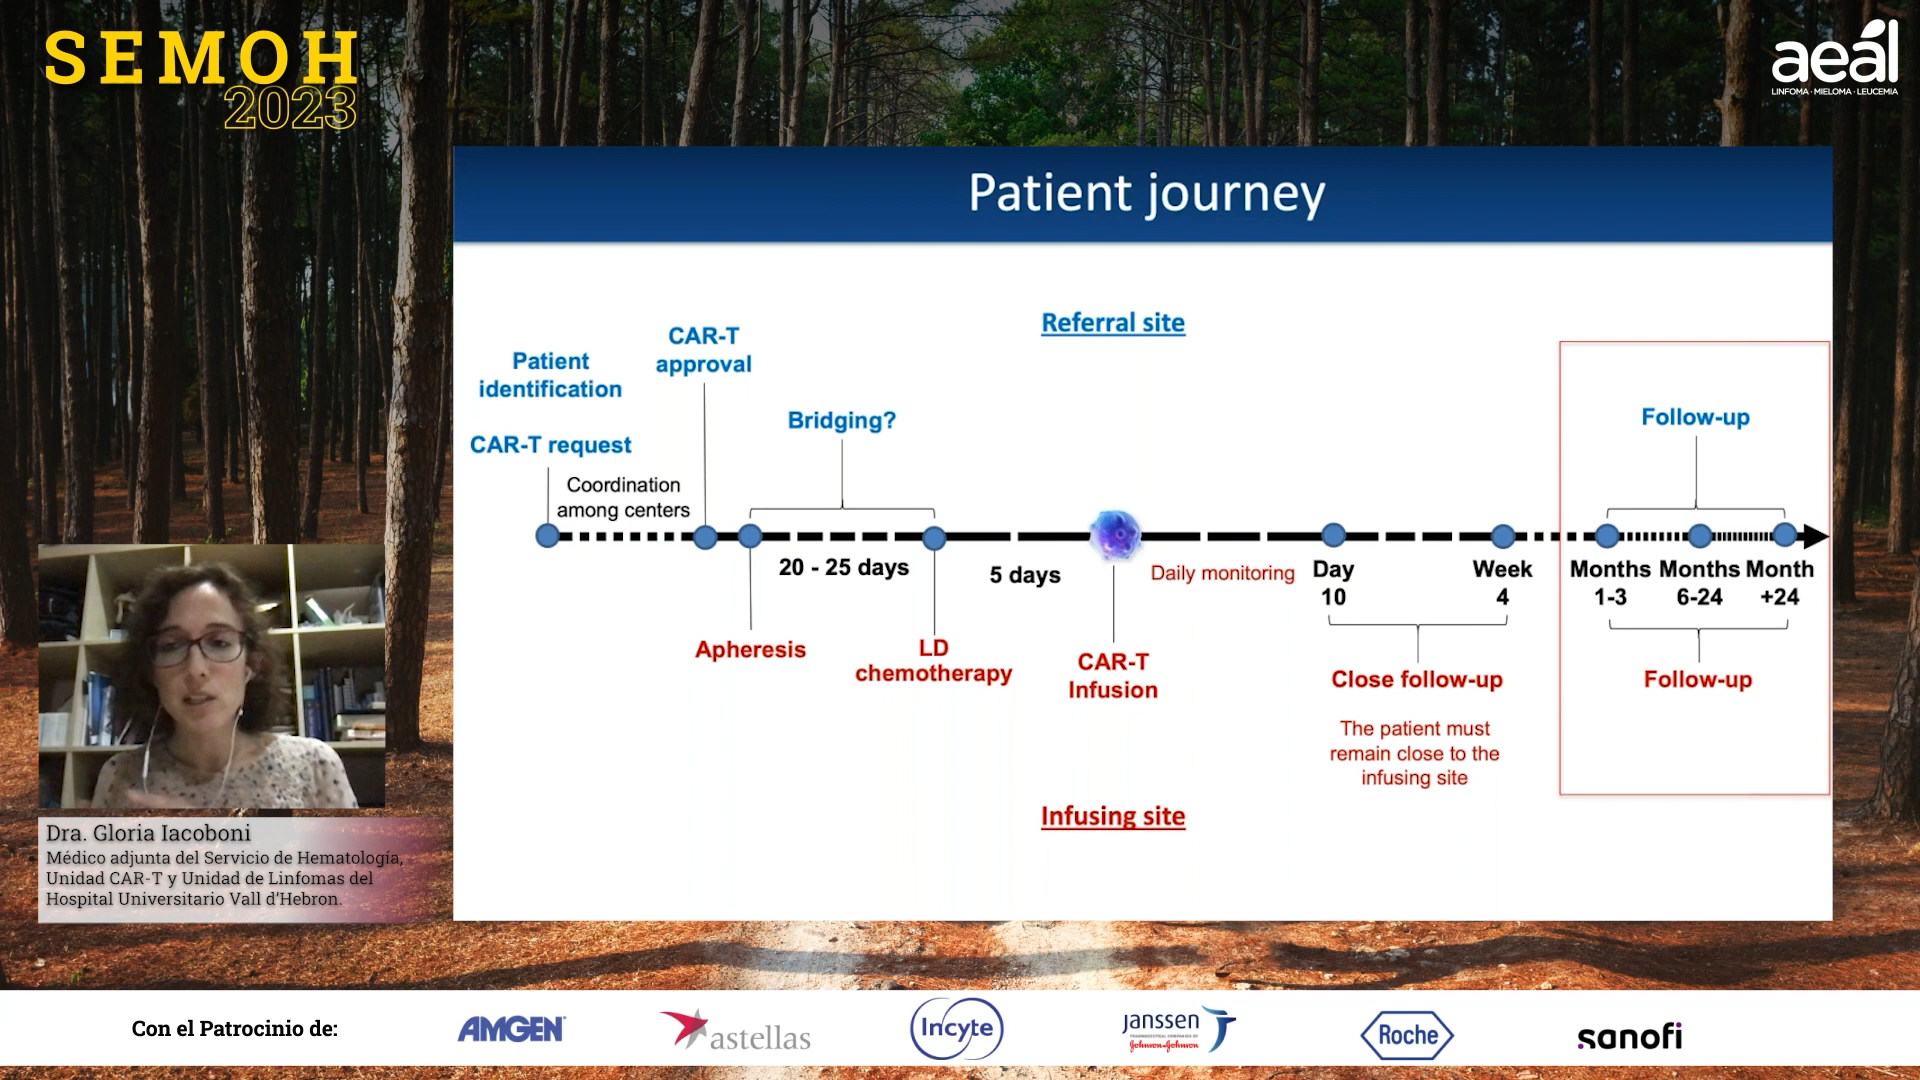 SEMOH
2023
aeál
LINFOMA · MIELOMA · LEUCEMIA
Patient journey
Referral site
Patient
identification
CAR-T request
CAR-T
approval
Coordination
among centers
Bridging?
Follow-up
20 - 25 days
5 days
Daily monitoring
Day
10
Week
4
Months
1-3
Months
6-24
Month
+24
Apheresis
LD
chemotherapy
CAR-T
Infusion
Close follow-up
Follow-up
The patient must
remain close to the
infusing site
Infusing site
Dra. Gloria Iacoboni
Médico adjunta del Servicio de Hematología,
Unidad CAR-T y Unidad de Linfomas del
Hospital Universitario Vall d’Hebron.
Con el Patrocinio de:
AMGEN
astellas
Incyte
janssen
Johnson & Johnson
Roche
sanofi